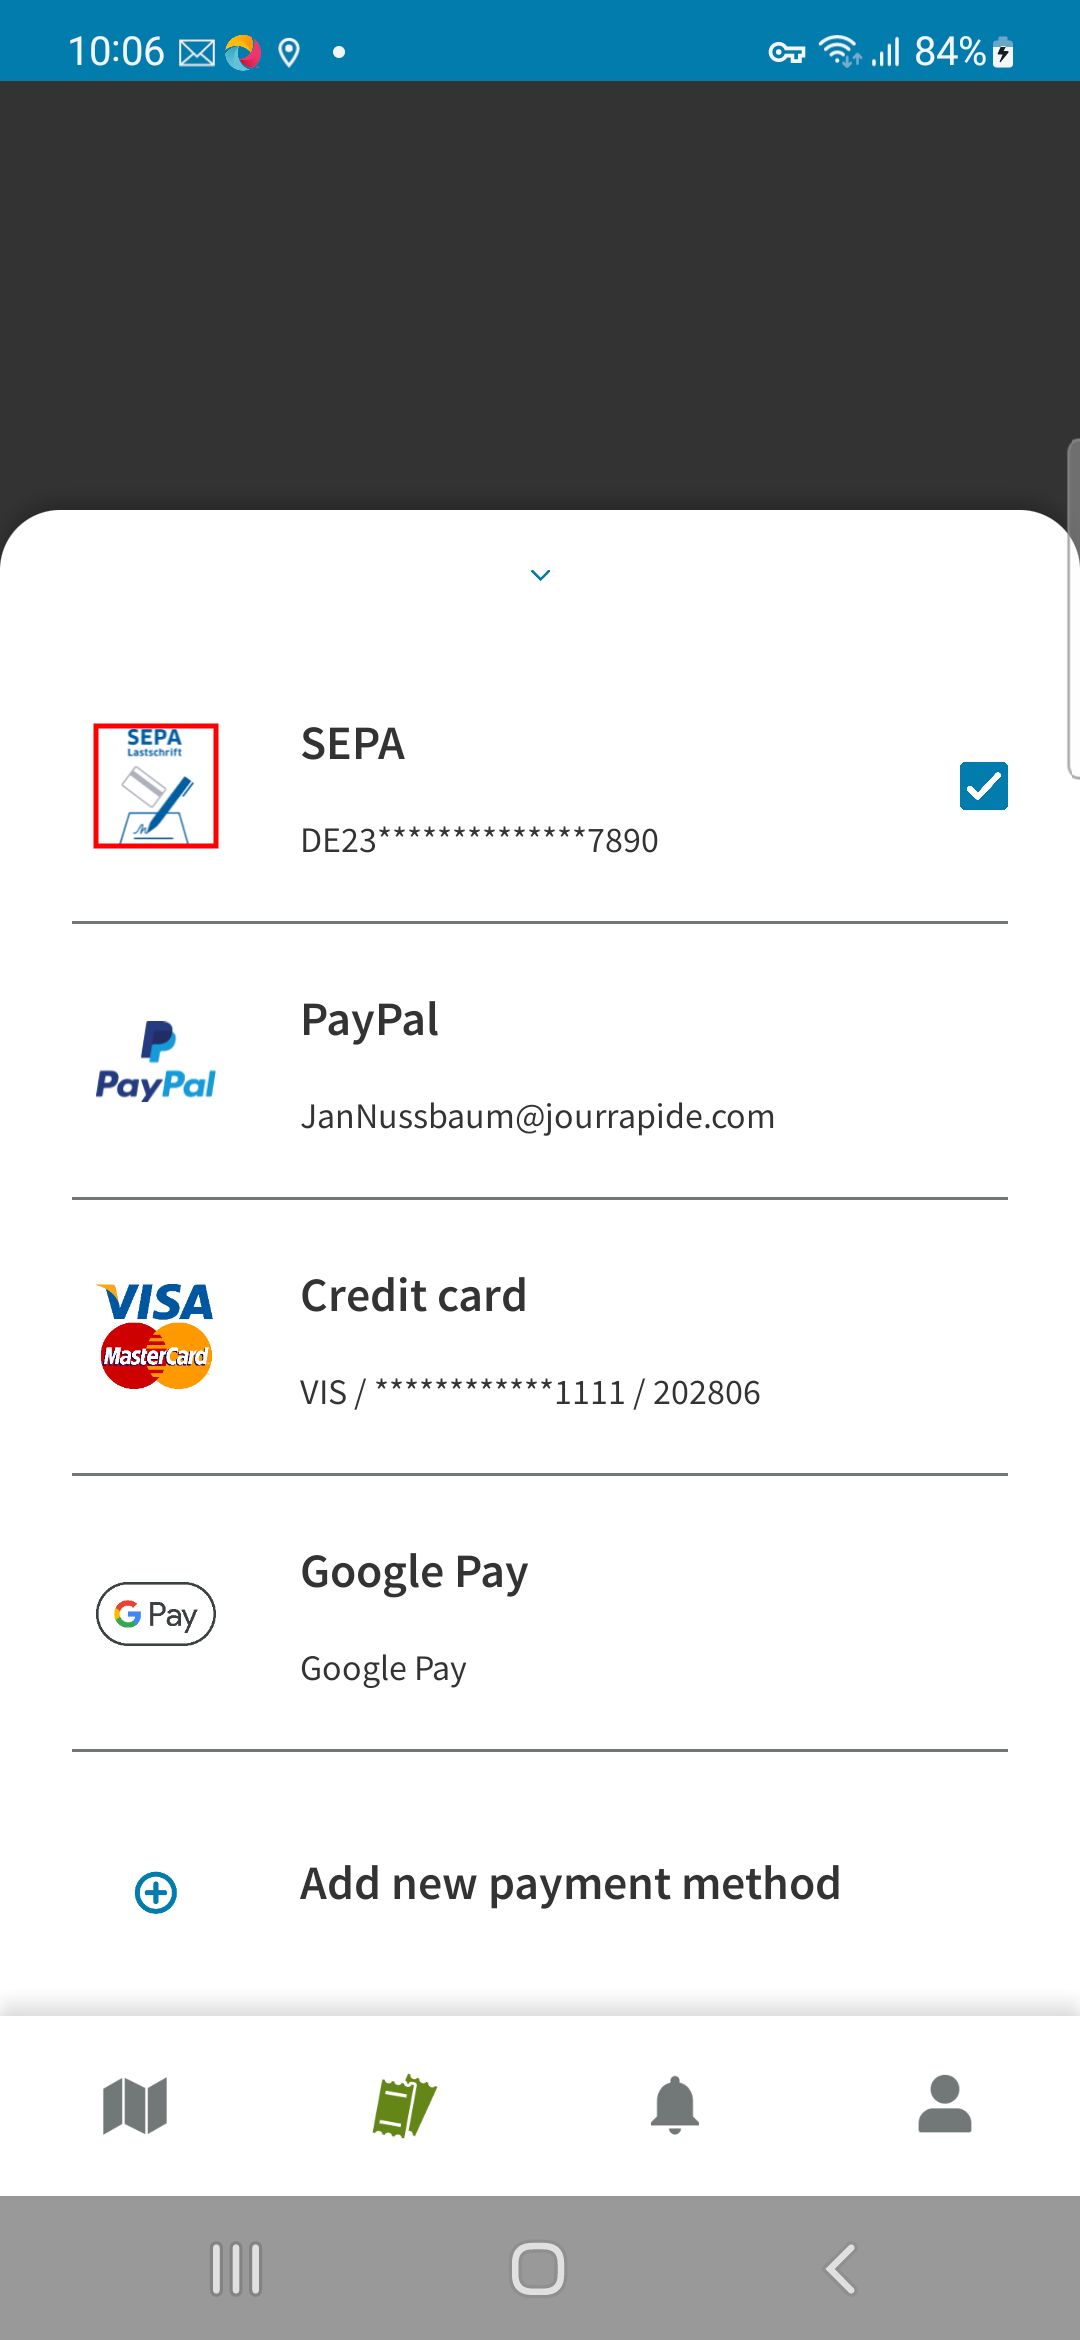 10:06
84%
SEPA
Lastschrift
SEPA
DE23**************7890
PayPal
PayPal
JanNussbaum@jourrapide.com
VISA
MasterCard
Credit card
VIS / ************1111 / 202806
Google Pay
G Pay
Google Pay
Add new payment method